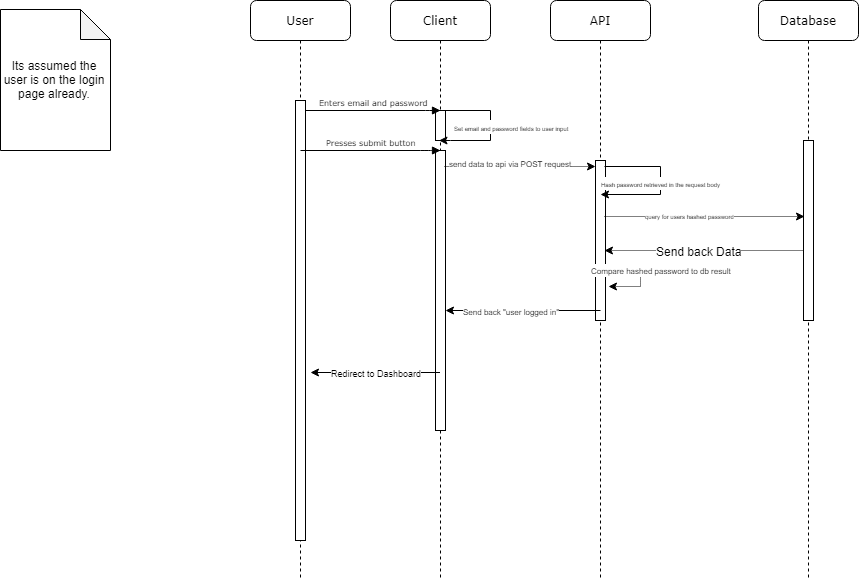 User
Client
API
Database
Its assumed the
user is on the login
page already.
Enters email and password
Set email and password fields to user input
Presses submit button
send data to api via POST request
Hash password retrieved in the request body
query for users hashed password
Send back Data
Compare hashed password to db result
Send back "user logged in"
Redirect to Dashboard